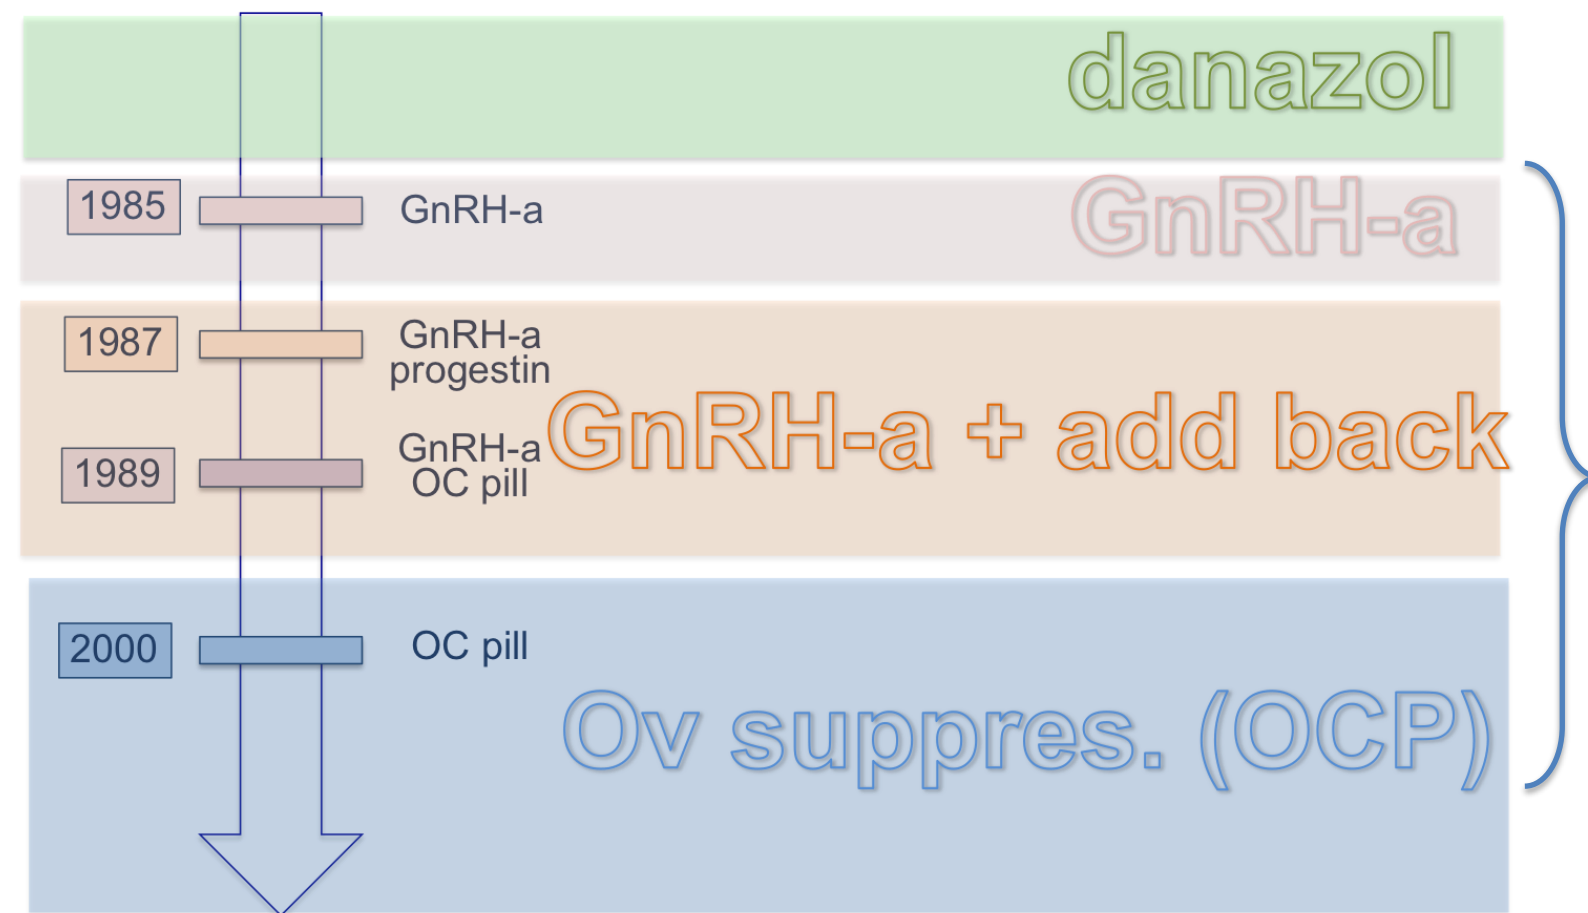 danazol
1985
GnRH-a
GnRH-a
1987
GnRH-a
progestin
GnRH-a + add back
1989
GnRH-a
OC pill
2000
OC pill
Ov suppres. (OCP)